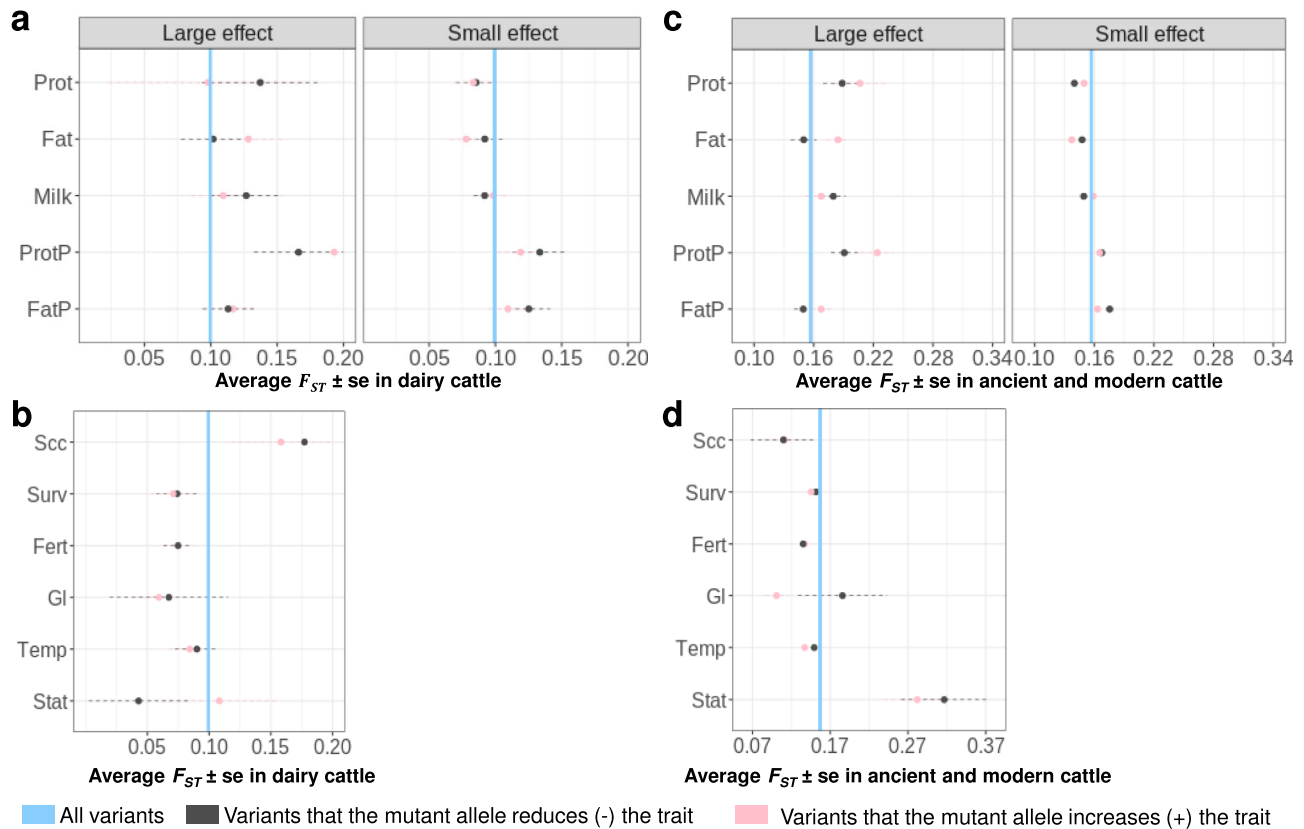 a
Large effect
Small effect
Prot
Fat
Milk
ProtP
FatP
0.05 0.10 0.15 0.20
0.05 0.10 0.15 0.20
Average F_ST ± se in dairy cattle
b
Scc
Surv
Fert
Gl
Temp
Stat
0.05 0.10 0.15 0.20
Average F_ST ± se in dairy cattle
c
Large effect
Small effect
Prot
Fat
Milk
ProtP
FatP
0.10 0.16 0.22 0.28 0.34
0.10 0.16 0.22 0.28 0.34
Average F_ST ± se in ancient and modern cattle
d
Scc
Surv
Fert
Gl
Temp
Stat
0.07 0.17 0.27 0.37
Average F_ST ± se in ancient and modern cattle
All variants
Variants that the mutant allele reduces (-) the trait
Variants that the mutant allele increases (+) the trait